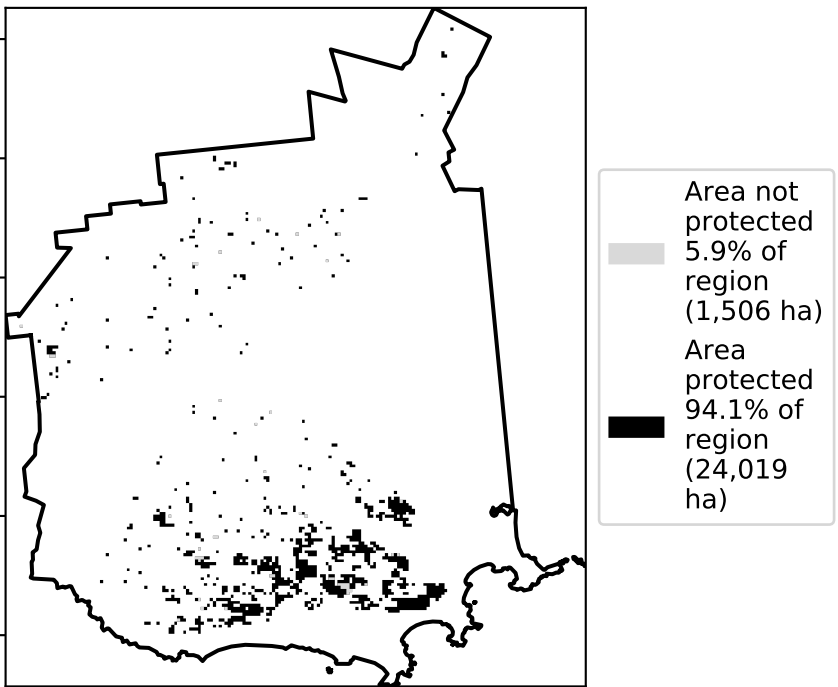 Area not
protected
5.9% of
region
(1,506 ha)
Area
protected
94.1% of
region
(24,019
ha)